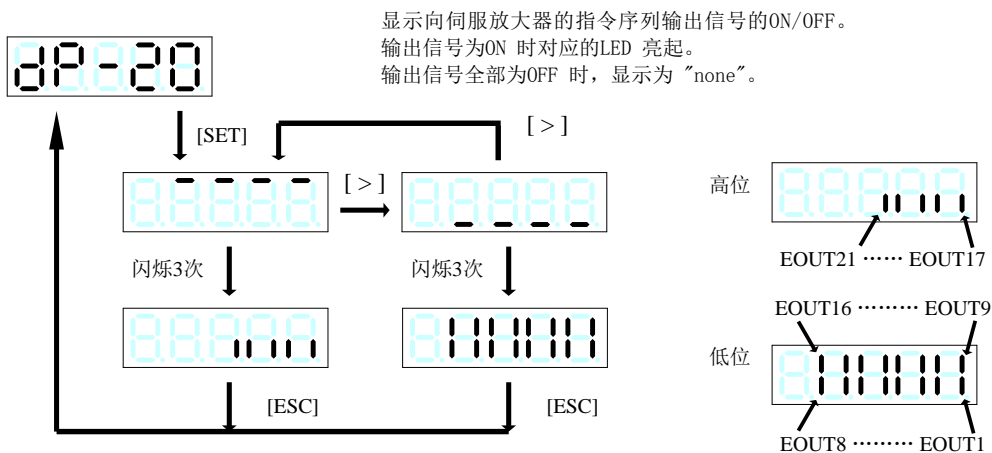 显示向伺服放大器的指令序列输出信号的ON/OFF。
输出信号为ON 时对应的LED 亮起。
输出信号全部为OFF 时，显示为 "none"。
dP-20
[SET]
[ > ]
[ > ]
闪烁3次
闪烁3次
[ESC]
[ESC]
高位
EOUT21 …… EOUT17
EOUT16 ……… EOUT9
低位
EOUT8 ……… EOUT1